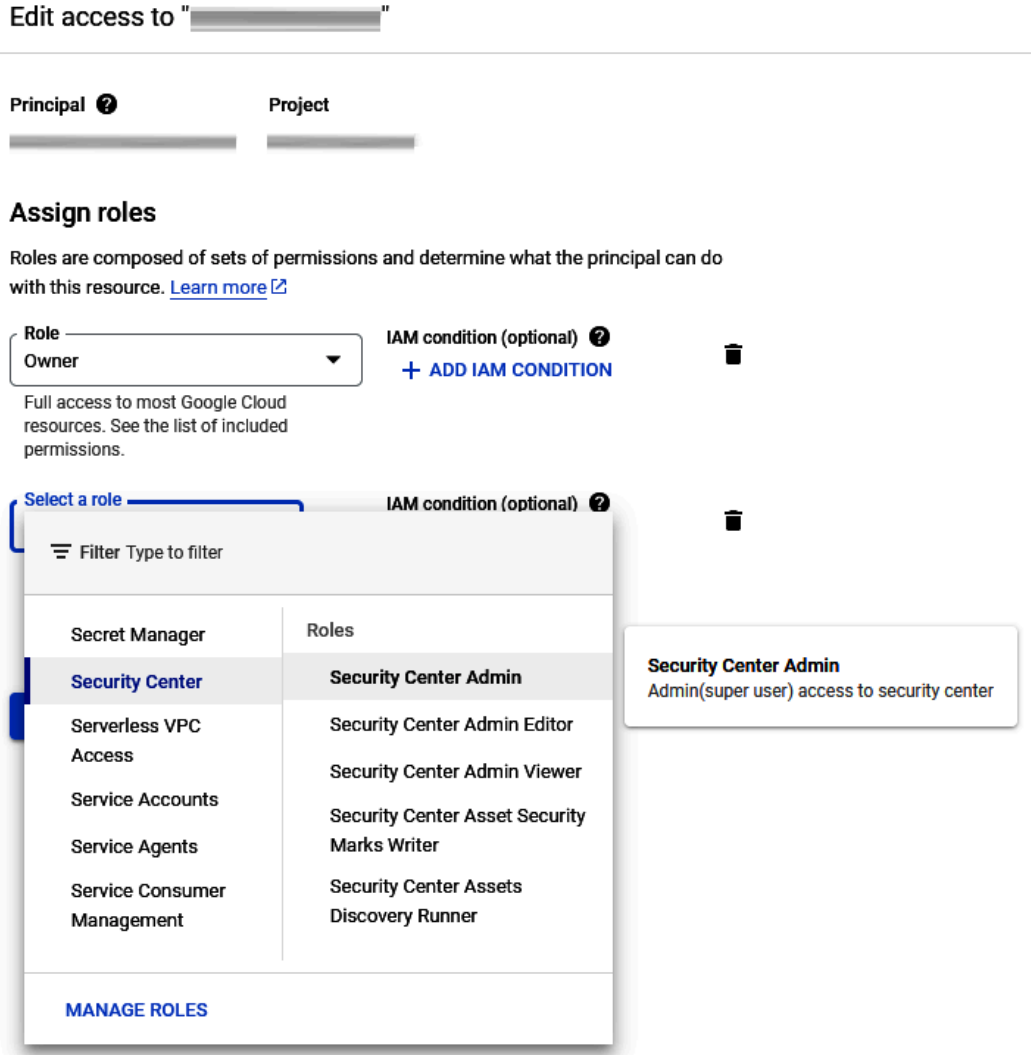 Edit access to " "
Principal
Project
Assign roles
Roles are composed of sets of permissions and determine what the principal can do
with this resource. Learn more
Role
Owner
IAM condition (optional)
+ ADD IAM CONDITION
Full access to most Google Cloud
resources. See the list of included
permissions.
Select a role
IAM condition (optional)
Filter Type to filter
Secret Manager
Security Center
Serverless VPC
Access
Service Accounts
Service Agents
Service Consumer
Management
Roles
Security Center Admin
Security Center Admin Editor
Security Center Admin Viewer
Security Center Asset Security
Marks Writer
Security Center Assets
Discovery Runner
Security Center Admin
Admin(super user) access to security center
MANAGE ROLES